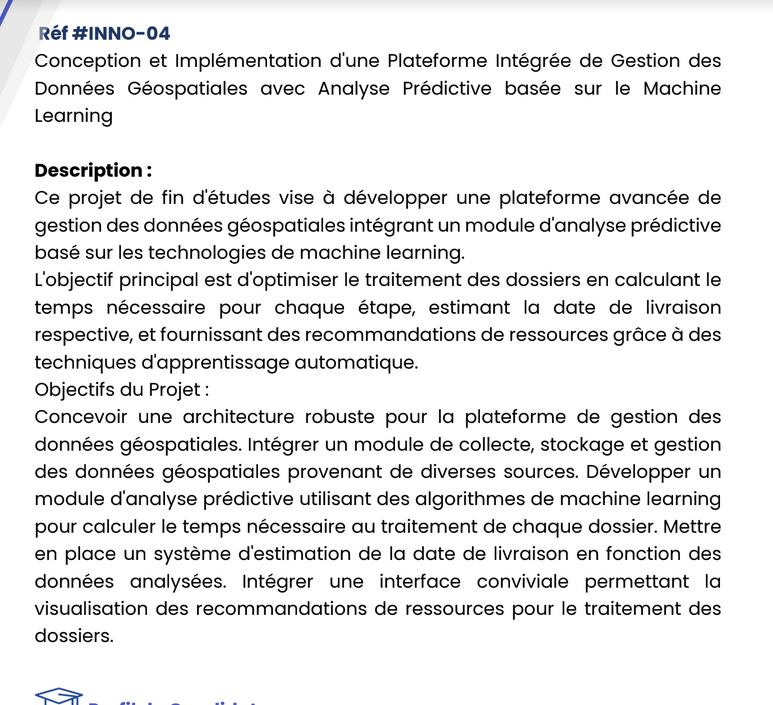 Réf #INNO-04
Conception et Implémentation d'une Plateforme Intégrée de Gestion des
Données Géospatiales avec Analyse Prédictive basée sur le Machine
Learning
Description :
Ce projet de fin d'études vise à développer une plateforme avancée de
gestion des données géospatiales intégrant un module d'analyse prédictive
basé sur les technologies de machine learning.
L'objectif principal est d'optimiser le traitement des dossiers en calculant le
temps nécessaire pour chaque étape, estimant la date de livraison
respective, et fournissant des recommandations de ressources grâce à des
techniques d'apprentissage automatique.
Objectifs du Projet :
Concevoir une architecture robuste pour la plateforme de gestion des
données géospatiales. Intégrer un module de collecte, stockage et gestion
des données géospatiales provenant de diverses sources. Développer un
module d'analyse prédictive utilisant des algorithmes de machine learning
pour calculer le temps nécessaire au traitement de chaque dossier. Mettre
en place un système d'estimation de la date de livraison en fonction des
données analysées. Intégrer une interface conviviale permettant la
visualisation des recommandations de ressources pour le traitement des
dossiers.